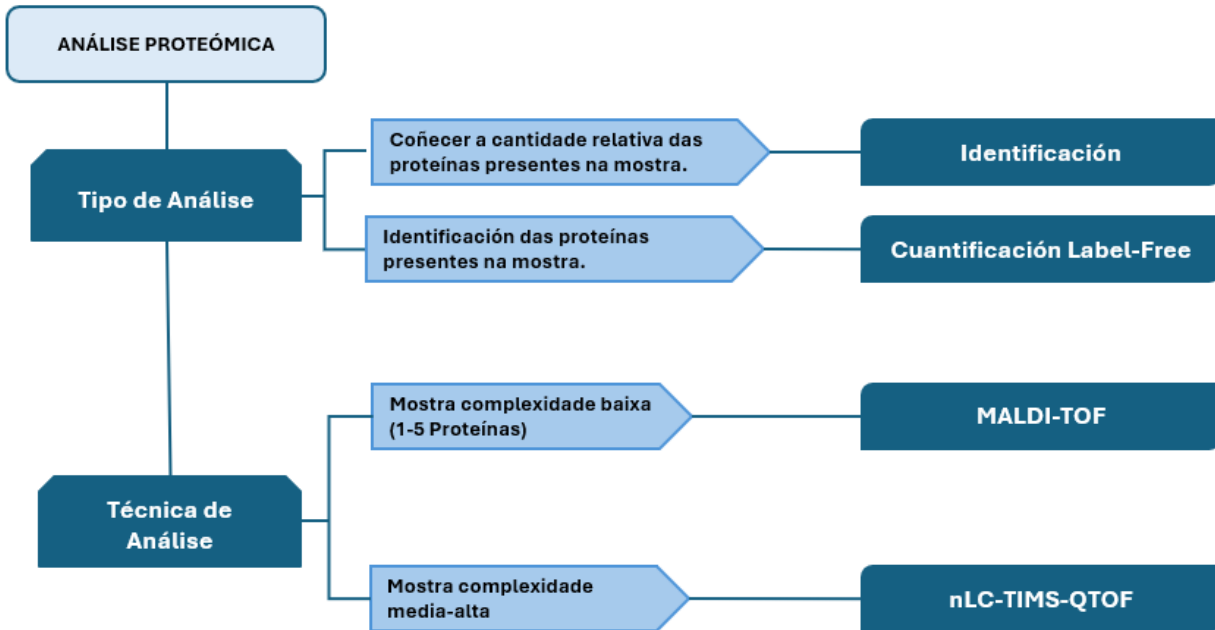 ANÁLISE PROTEÓMICA
Tipo de Análise
Coñecer a cantidade relativa das
proteínas presentes na mostra.
Identificación
Identificación das proteínas
presentes na mostra.
Cuantificación Label-Free
Técnica de
Análise
Mostra complexidade baixa
(1-5 Proteínas)
MALDI-TOF
Mostra complexidade
media-alta
nLC-TIMS-QTOF